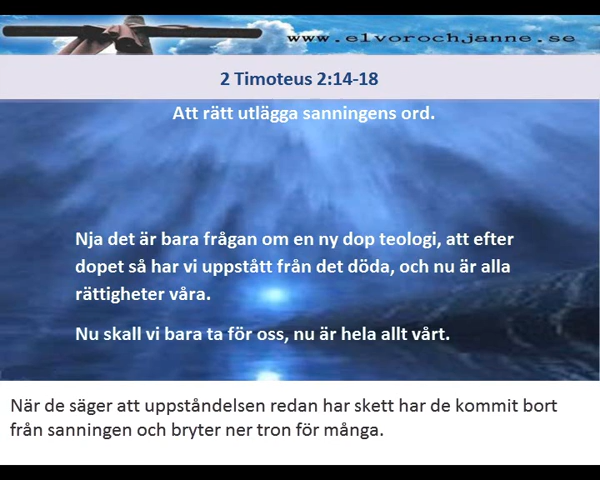 www.elvorochjanne.se
2 Timoteus 2:14-18
Att rätt utlägga sanningens ord.
Nja det är bara frågan om en ny dop teologi, att efter
dopet så har vi uppstått från det döda, och nu är alla
rättigheter våra.
Nu skall vi bara ta för oss, nu är hela allt vårt.
När de säger att uppståndelsen redan har skett har de kommit bort
från sanningen och bryter ner tron för många.